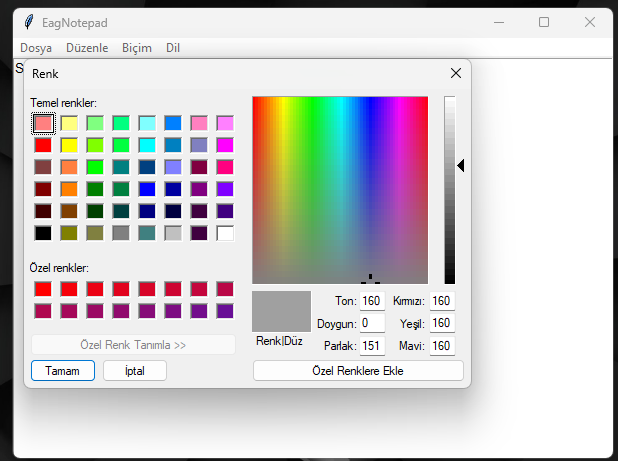 EagNotepad
Dosya Düzenle Biçim Dil
S
Renk
Temel renkler:
Özel renkler:
Özel Renk Tanımla >>
Tamam İptal
Renk|Düz
Ton: 160 Kırmızı: 160
Doygun: 0 Yeşil: 160
Parlak: 151 Mavi: 160
Özel Renklere Ekle